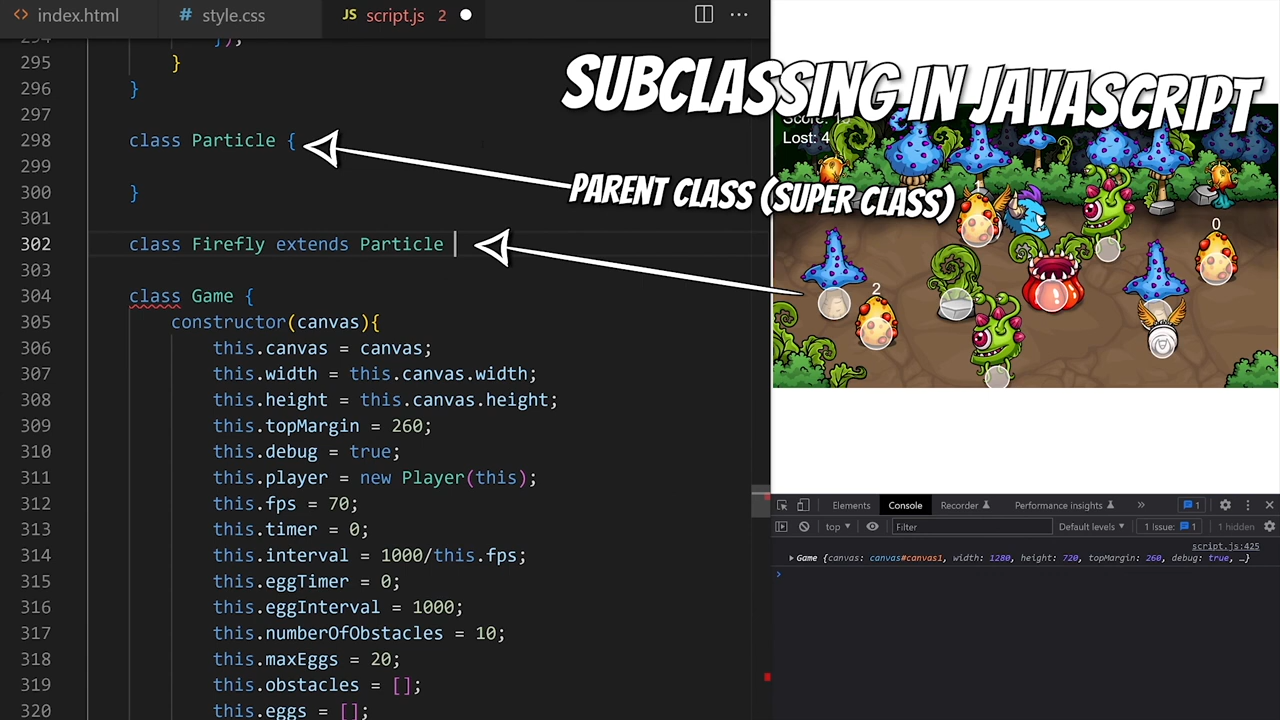 index.html
# style.css
JS script.js 2
294 });
295 }
296 }
297
298 class Particle {
299
300 }
301
302 class Firefly extends Particle
303
304 class Game {
305 constructor(canvas){
306 this.canvas = canvas;
307 this.width = this.canvas.width;
308 this.height = this.canvas.height;
309 this.topMargin = 260;
310 this.debug = true;
311 this.player = new Player(this);
312 this.fps = 70;
313 this.timer = 0;
314 this.interval = 1000/this.fps;
315 this.eggTimer = 0;
316 this.eggInterval = 1000;
317 this.numberOfObstacles = 10;
318 this.maxEggs = 20;
319 this.obstacles = [];
320 this.eggs = [];
SUBCLASSING IN JAVASCRIPT
PARENT CLASS (SUPER CLASS)
Lost: 4
0
2
Elements Console Recorder Performance insights » 1
top Filter Default levels 1 Issue: 1 1 hidden
script.js:425
Game {canvas: canvas#canvas1, width: 1280, height: 720, topMargin: 260, debug: true, …}